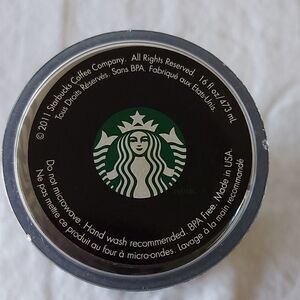 © 2011 Starbucks Coffee Company. All Rights Reserved. 16 fl oz/473 mL
Tous Droits Réservés. Sans BPA. Fabriqué aux Etats-Unis.
Do not microwave. Hand wash recommended. BPA Free. Made in USA.
Ne pas mettre ce produit au four à micro-ondes. Lavage à la main recommandé